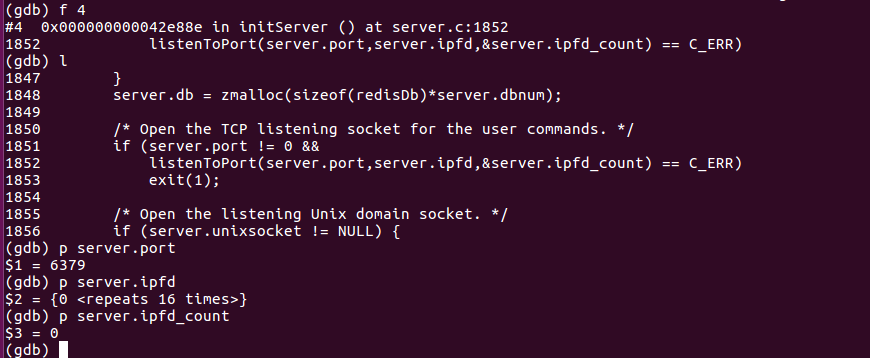 (gdb) f 4
#4  0x000000000042e88e in initServer () at server.c:1852
1852            listenToPort(server.port,server.ipfd,&server.ipfd_count) == C_ERR)
(gdb) l
1847        }
1848        server.db = zmalloc(sizeof(redisDb)*server.dbnum);
1849
1850        /* Open the TCP listening socket for the user commands. */
1851        if (server.port != 0 &&
1852            listenToPort(server.port,server.ipfd,&server.ipfd_count) == C_ERR)
1853            exit(1);
1854
1855        /* Open the listening Unix domain socket. */
1856        if (server.unixsocket != NULL) {
(gdb) p server.port
$1 = 6379
(gdb) p server.ipfd
$2 = {0 <repeats 16 times>}
(gdb) p server.ipfd_count
$3 = 0
(gdb)